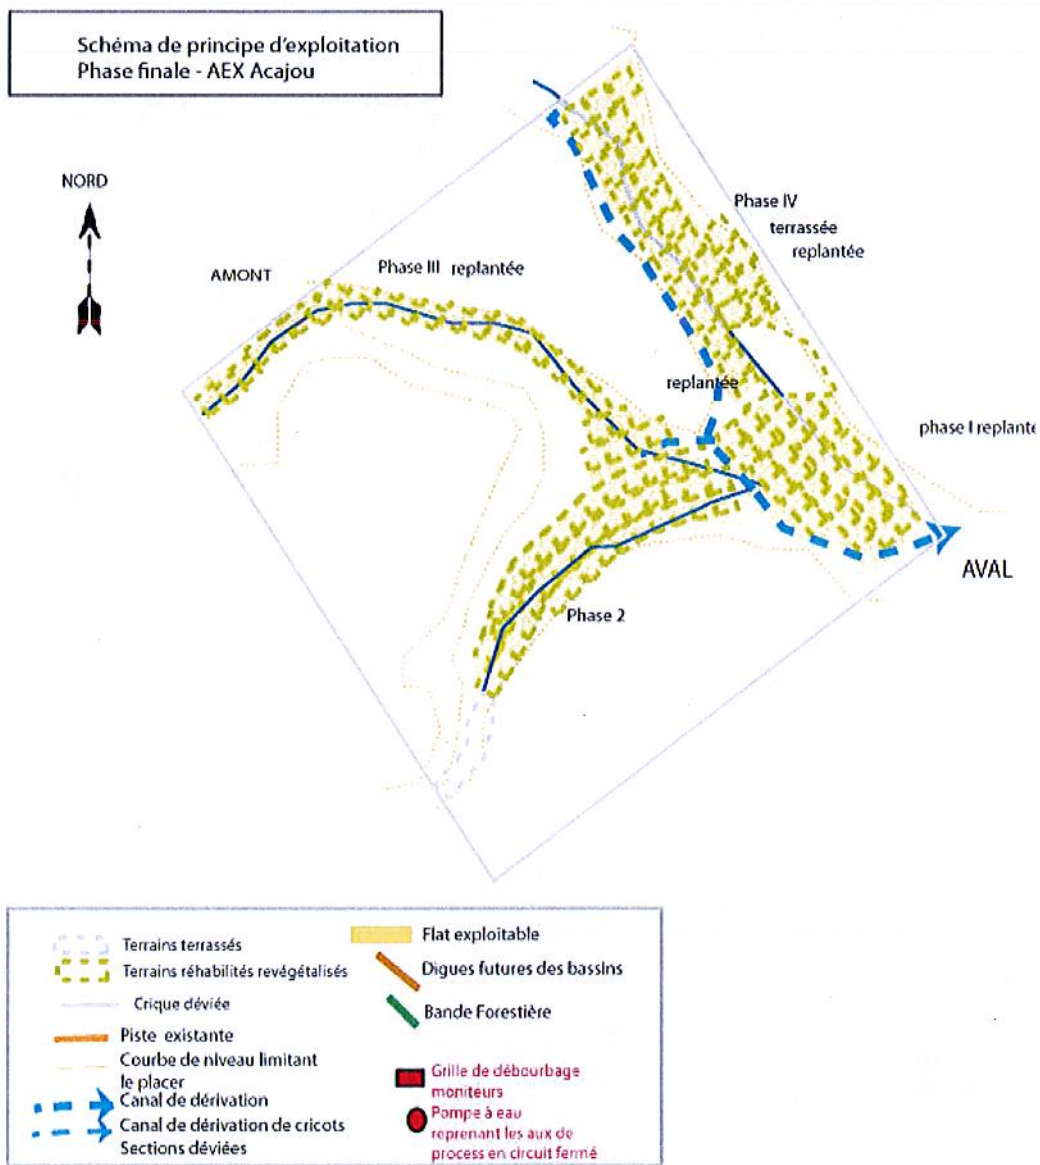 Schéma de principe d'exploitation
Phase finale - AEX Acajou
NORD
AMONT
Phase III replantée
Phase IV
terrassée
replantée
replantée
phase I replanté
AVAL
Phase 2
Terrains terrassés
Terrains réhabilités revégétalisés
Crique déviée
Piste existante
Courbe de niveau limitant
le placer
Canal de dérivation
Canal de dérivation de cricots
Sections déviées
Flat exploitable
Digues futures des bassins
Bande Forestière
Grille de débourbage
moniteurs
Pompe à eau
reprenant les aux de
process en circuit fermé